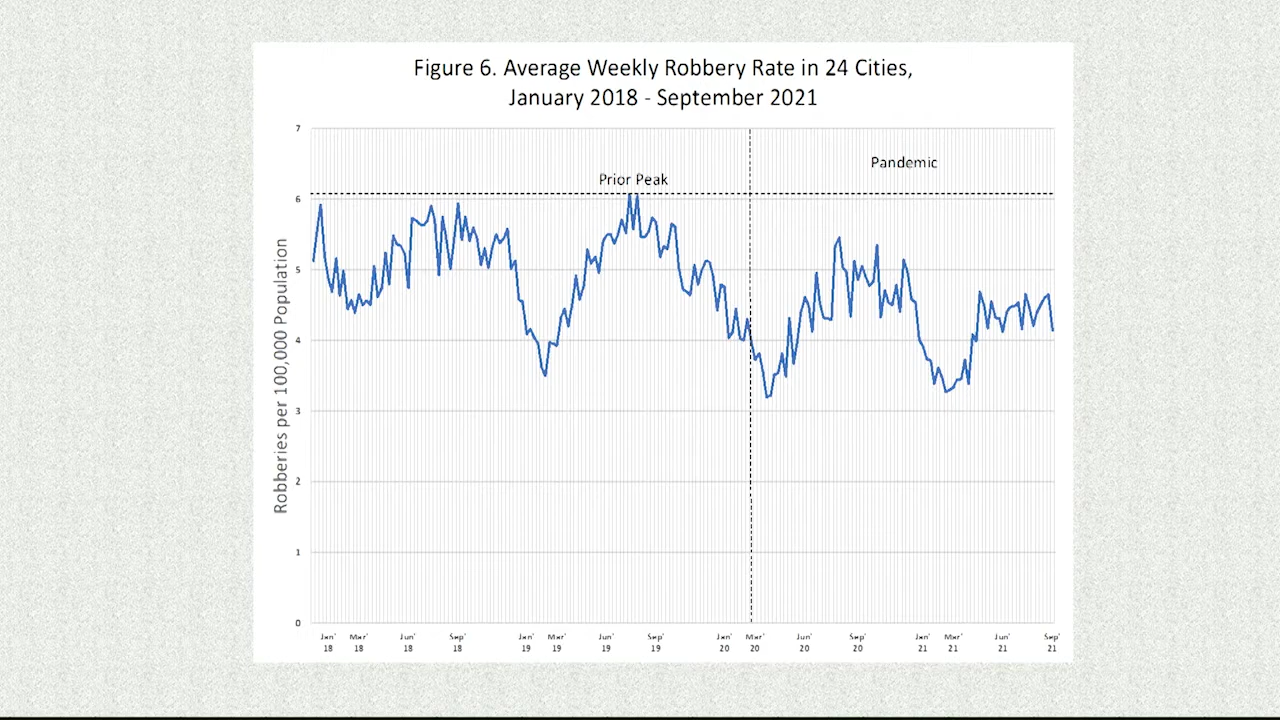 Figure 6. Average Weekly Robbery Rate in 24 Cities,
January 2018 - September 2021
7
Pandemic
Prior Peak
6
5
Robberies per 100,000 Population
4
3
2
1
0
Jan' Mar' Jun' Sep' Jan' Mar' Jun' Sep' Jan' Mar' Jun' Sep' Jan' Mar' Jun' Sep'
18 18 18 18 19 19 19 19 20 20 20 20 21 21 21 21